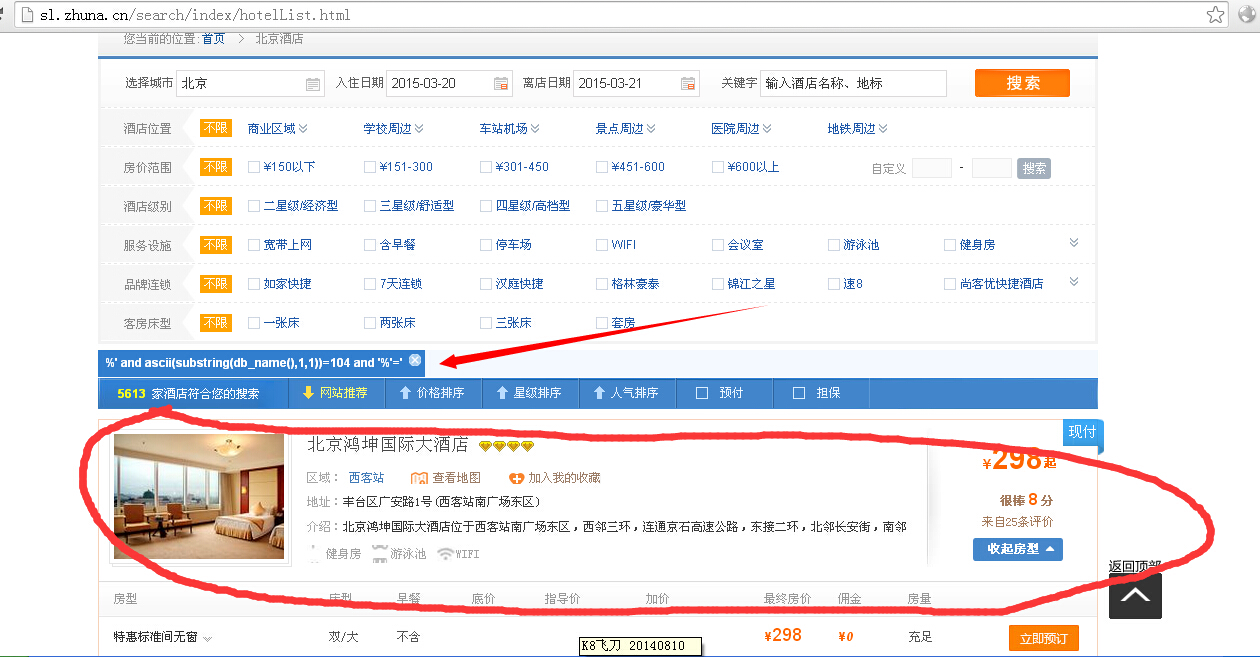 sl.zhuna.cn/search/index/hotelList.html
您当前的位置:首页 > 北京酒店
选择城市 北京 入住日期 2015-03-20 离店日期 2015-03-21 关键字 输入酒店名称、地标 搜索
酒店位置 不限 商业区域 学校周边 车站机场 景点周边 医院周边 地铁周边
房价范围 不限 ¥150以下 ¥151-300 ¥301-450 ¥451-600 ¥600以上 自定义 - 搜索
酒店级别 不限 二星级/经济型 三星级/舒适型 四星级/高档型 五星级/豪华型
服务设施 不限 宽带上网 含早餐 停车场 WIFI 会议室 游泳池 健身房
品牌连锁 不限 如家快捷 7天连锁 汉庭快捷 格林豪泰 锦江之星 速8 尚客优快捷酒店
客房床型 不限 一张床 两张床 三张床 套房
%' and ascii(substring(db_name(),1,1))=104 and '%'='
5613 家酒店符合您的搜索 网站推荐 价格排序 星级排序 人气排序 预付 担保
北京鸿坤国际大酒店 现付
¥298起
区域： 西客站 查看地图 加入我的收藏
地址：丰台区广安路1号(西客站南广场东区) 很棒 8 分
介绍：北京鸿坤国际大酒店位于西客站南广场东区，西邻三环，连通京石高速公路，东接二环，北邻长安街，南邻 来自25条评价
健身房 游泳池 WIFI 收起房型
返回顶部
房型 床型 早餐 底价 指导价 加价 最终房价 佣金 房量
特惠标准间无窗 双/大 不含 ¥298 ¥0 充足 立即预订
K8飞刀 20140810